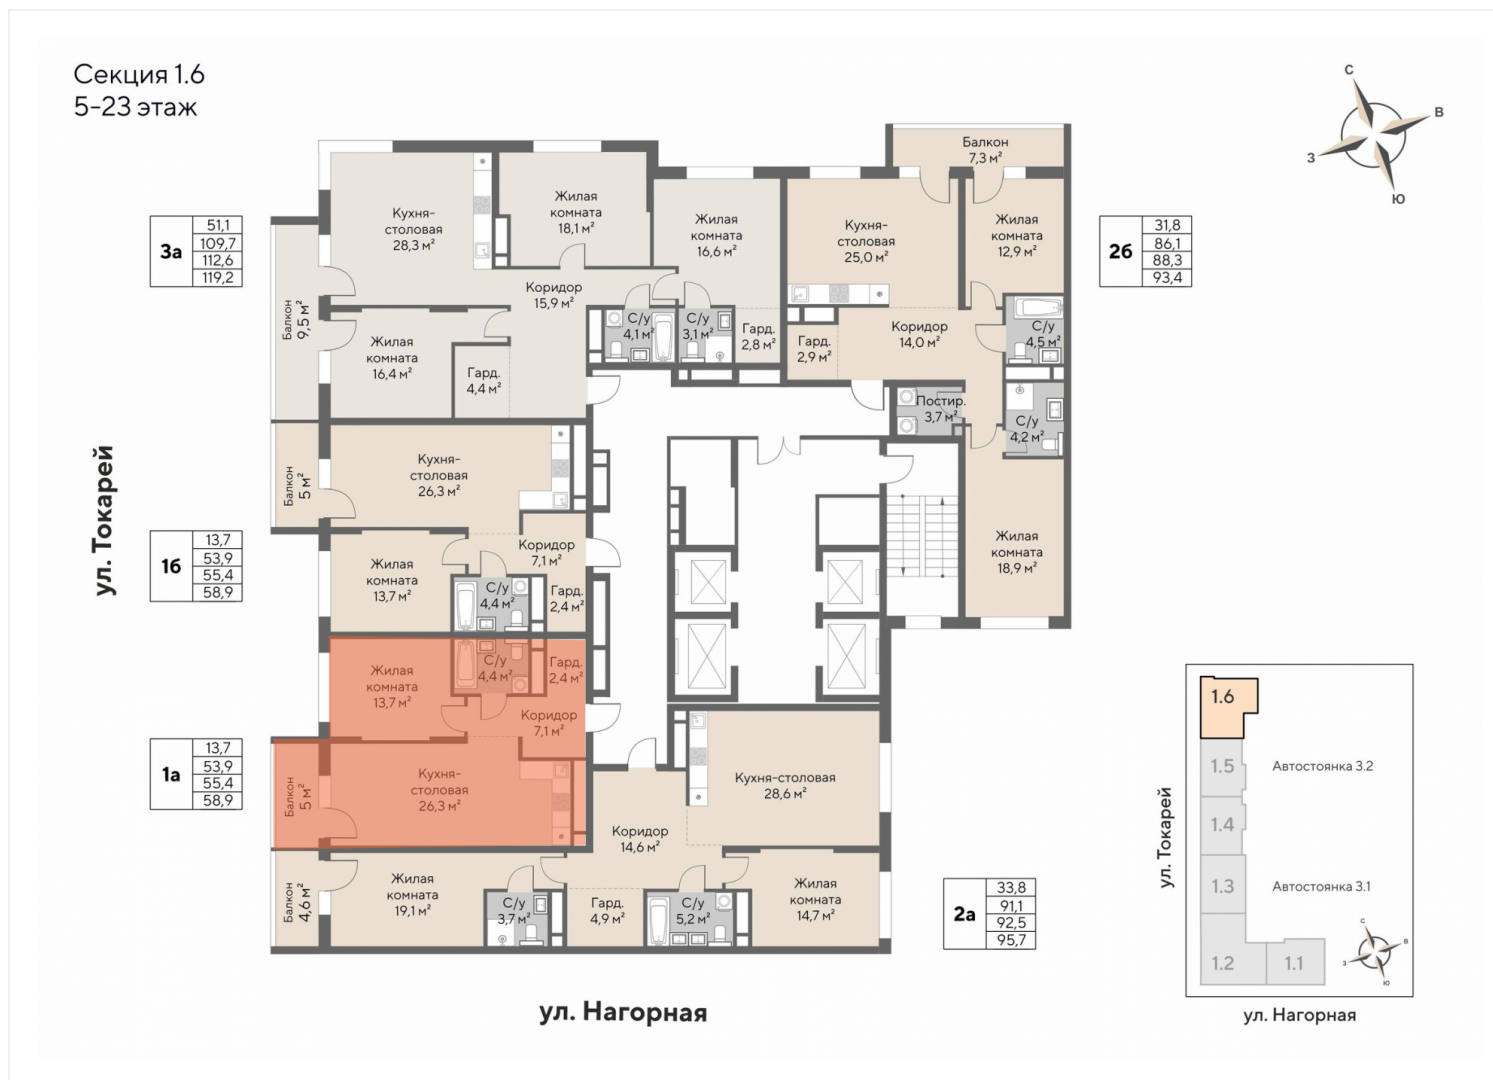 Секция 1.6
5-23 этаж
С
В
З
Ю
3а
51,1
109,7
112,6
119,2
Кухня-
столовая
28,3 м²
Жилая
комната
18,1 м²
Жилая
комната
16,6 м²
Коридор
15,9 м²
Балкон
9,5 м²
Жилая
комната
16,4 м²
Гард.
4,4 м²
С/у
4,1 м²
С/у
3,1 м²
Гард.
2,8 м²
Балкон
7,3 м²
Кухня-
столовая
25,0 м²
Жилая
комната
12,9 м²
2б
31,8
86,1
88,3
93,4
Гард.
2,9 м²
Коридор
14,0 м²
С/у
4,5 м²
Постир.
3,7 м²
С/у
4,2 м²
Жилая
комната
18,9 м²
ул. Токарей
Балкон
5 м²
Кухня-
столовая
26,3 м²
1б
13,7
53,9
55,4
58,9
Жилая
комната
13,7 м²
Коридор
7,1 м²
С/у
4,4 м²
Гард.
2,4 м²
Жилая
комната
13,7 м²
С/у
4,4 м²
Гард.
2,4 м²
Коридор
7,1 м²
1а
13,7
53,9
55,4
58,9
Балкон
5 м²
Кухня-
столовая
26,3 м²
Кухня-столовая
28,6 м²
Коридор
14,6 м²
Балкон
4,6 м²
Жилая
комната
19,1 м²
С/у
3,7 м²
Гард.
4,9 м²
С/у
5,2 м²
Жилая
комната
14,7 м²
2а
33,8
91,1
92,5
95,7
ул. Нагорная
1.6
1.5
Автостоянка 3.2
1.4
ул. Токарей
1.3
Автостоянка 3.1
1.2
1.1
С
В
З
Ю
ул. Нагорная